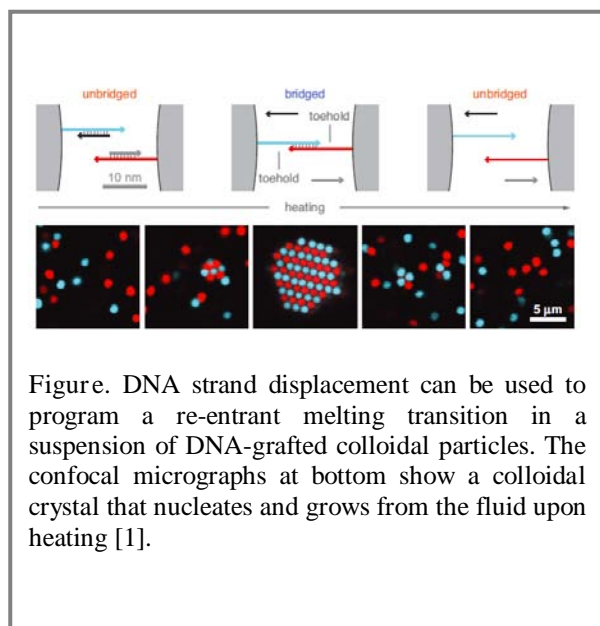 unbridged
bridged
unbridged
toehold
10 nm
toehold
heating
5 μm
Figure. DNA strand displacement can be used to
program a re-entrant melting transition in a
suspension of DNA-grafted colloidal particles. The
confocal micrographs at bottom show a colloidal
crystal that nucleates and grows from the fluid upon
heating [1].